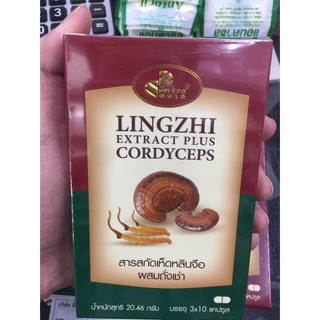 LINGZHI
EXTRACT PLUS
CORDYCEPS
สารสกัดเห็ดหลินจือ
ผสมถั่งเช่า
น้ำหนักสุทธิ 20.46 กรัม บรรจุ 3x10 แคปซูล